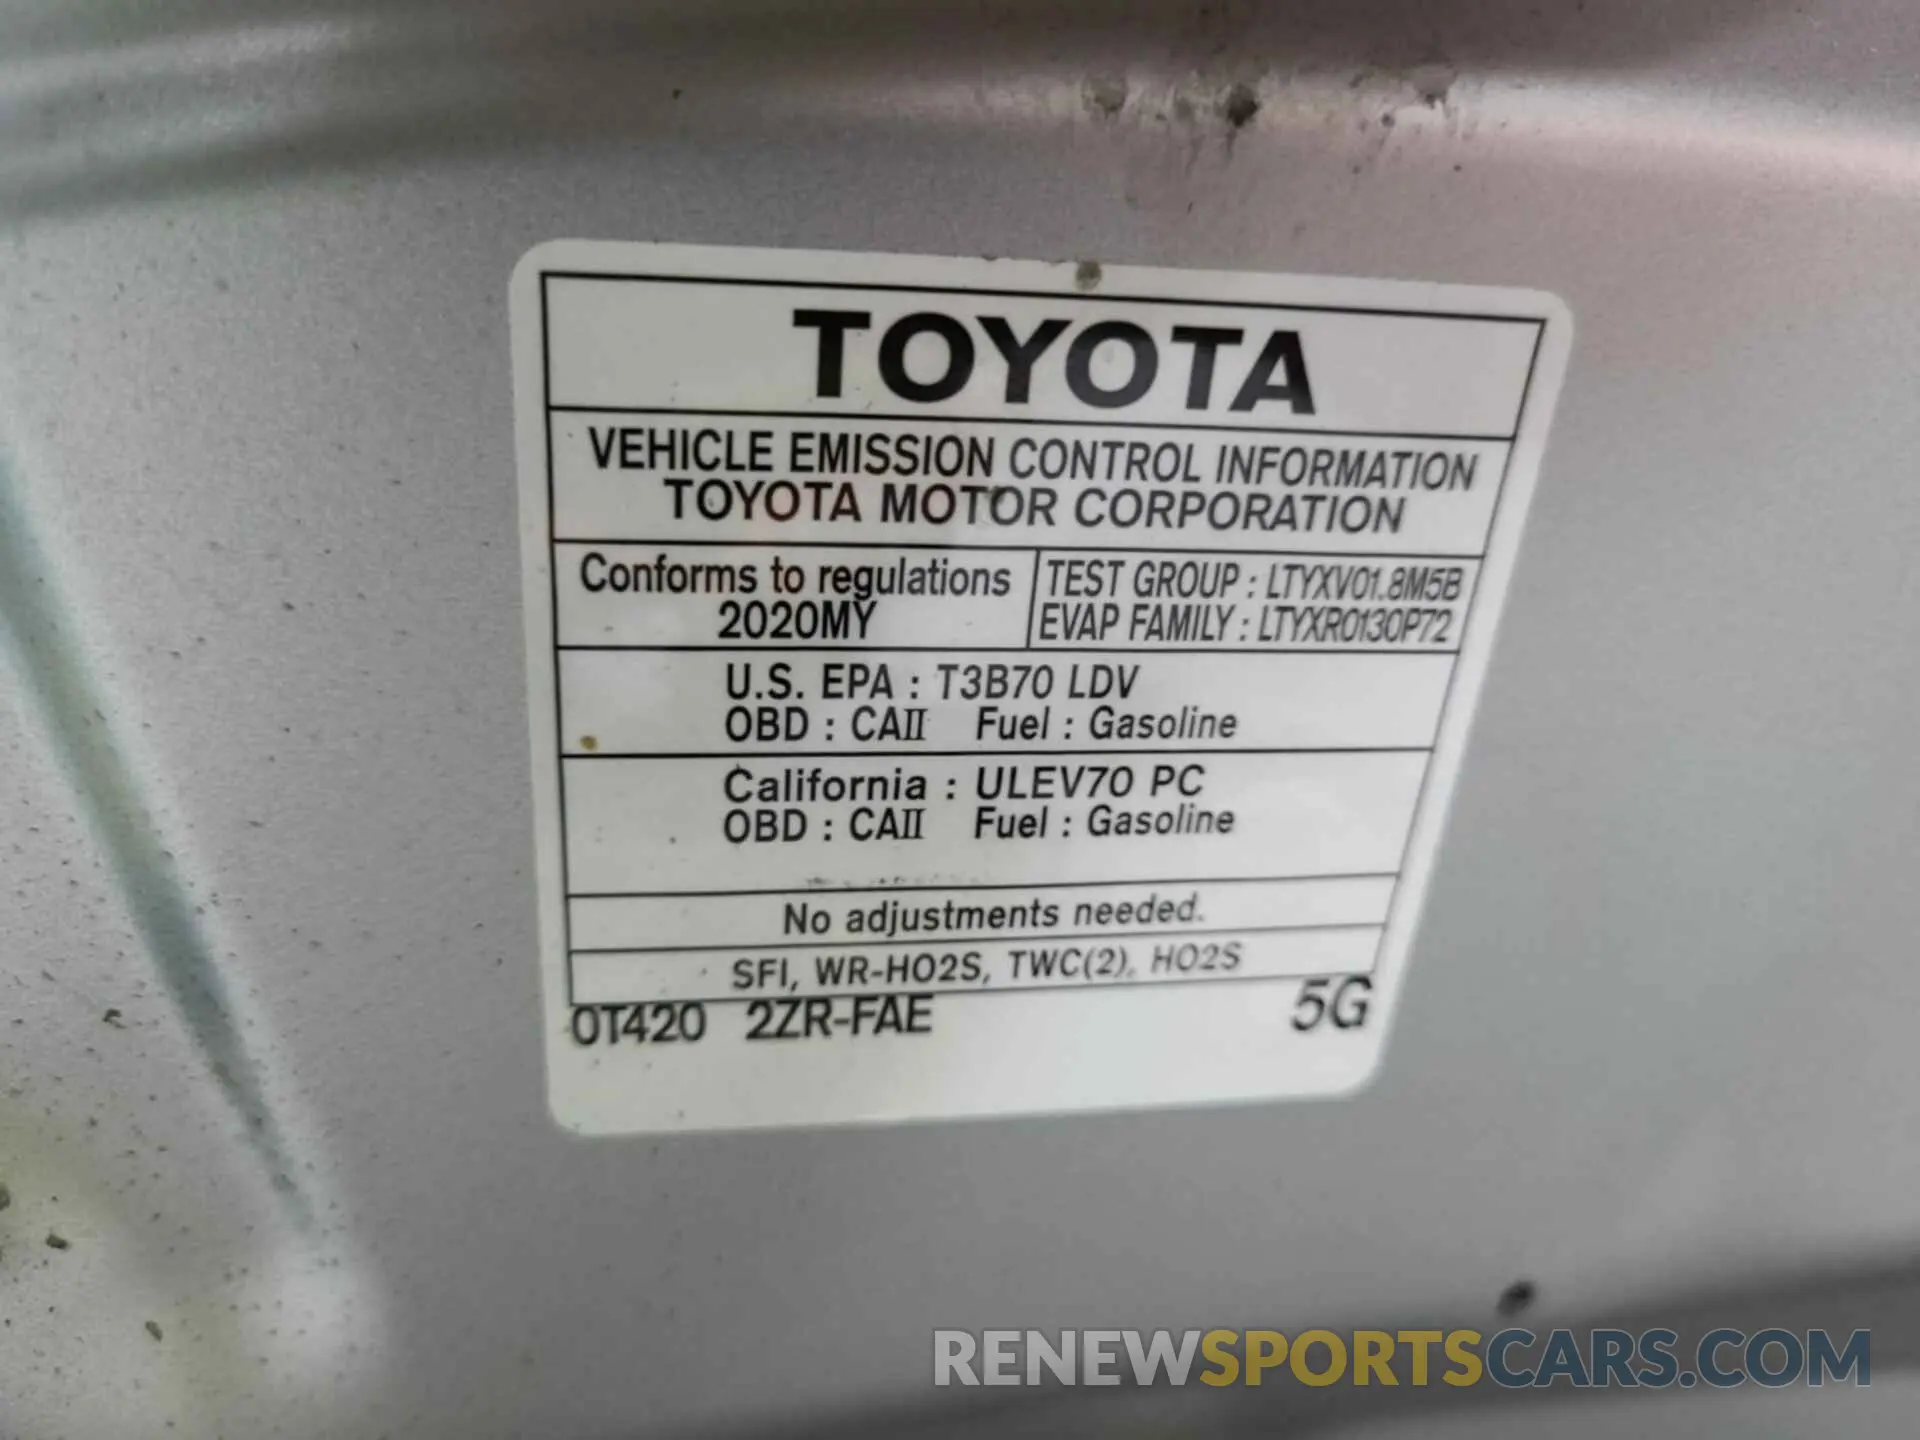 TOYOTA
VEHICLE EMISSION CONTROL INFORMATION
TOYOTA MOTOR CORPORATION
Conforms to regulations
2020MY
TEST GROUP : LTYXV01.8M5B
EVAP FAMILY : LTYXR0130P72
U.S. EPA : T3B70 LDV
OBD : CAII Fuel : Gasoline
California : ULEV70 PC
OBD : CAII Fuel : Gasoline
No adjustments needed.
SFI, WR-HO2S, TWC(2), HO2S
0T420 2ZR-FAE 5G
RENEWSPORTSCARS.COM